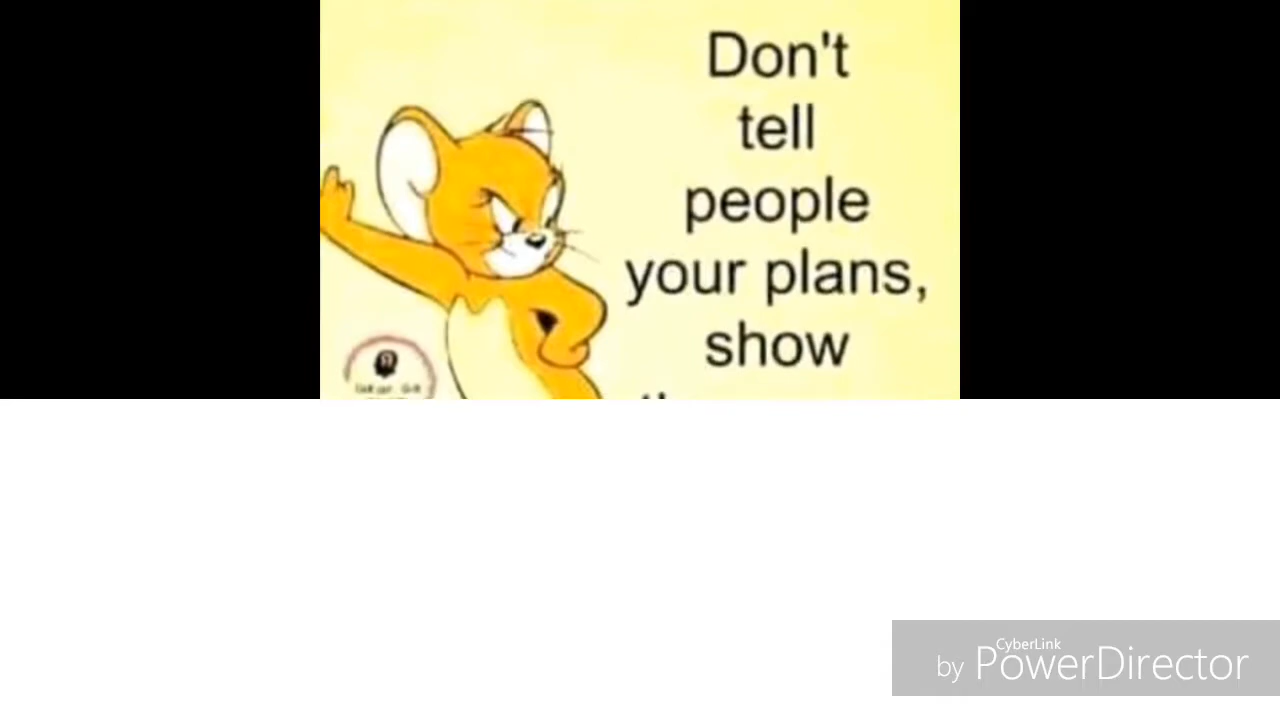 Don't
tell
people
your plans,
show
CyberLink
by PowerDirector